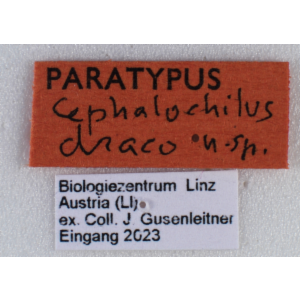 PARATYPUS
Cephalochilus
draco n.sp.
Biologiezentrum Linz
Austria (LI)
ex. Coll. J. Gusenleitner
Eingang 2023